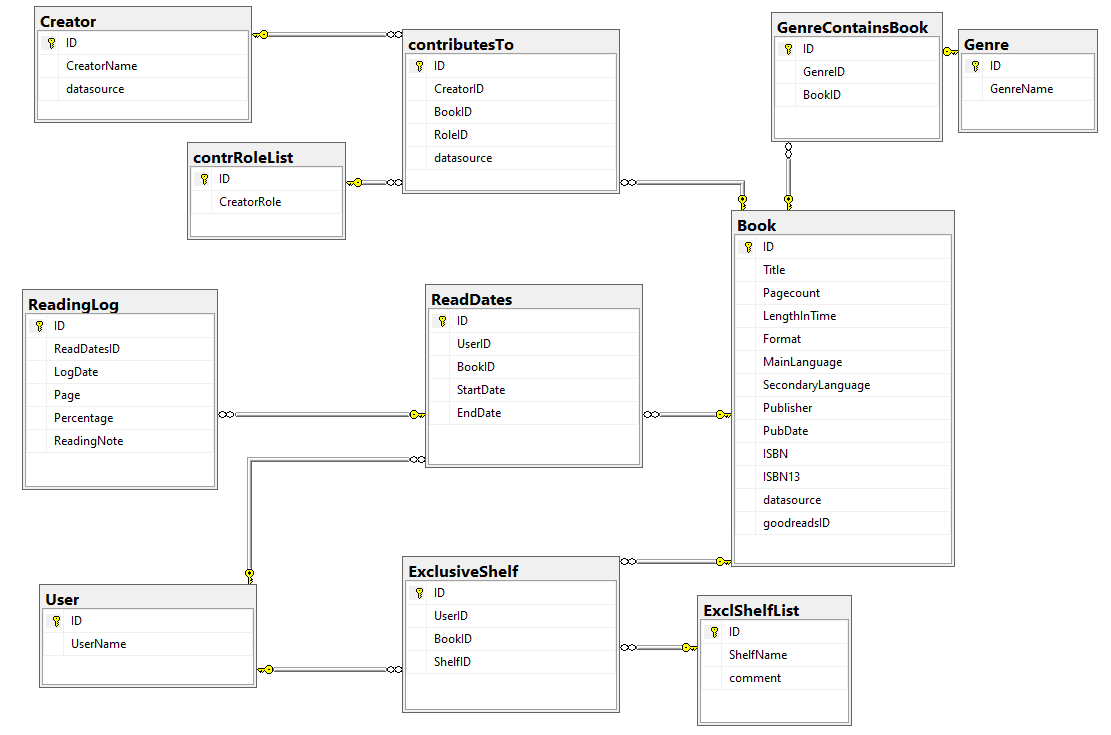 Creator
ID
CreatorName
datasource
contributesTo
ID
CreatorID
BookID
RoleID
datasource
GenreContainsBook
ID
GenreID
BookID
Genre
ID
GenreName
contrRoleList
ID
CreatorRole
Book
ID
Title
Pagecount
LengthInTime
Format
MainLanguage
SecondaryLanguage
Publisher
PubDate
ISBN
ISBN13
datasource
goodreadsID
ReadingLog
ID
ReadDatesID
LogDate
Page
Percentage
ReadingNote
ReadDates
ID
UserID
BookID
StartDate
EndDate
User
ID
UserName
ExclusiveShelf
ID
UserID
BookID
ShelfID
ExclShelfList
ID
ShelfName
comment